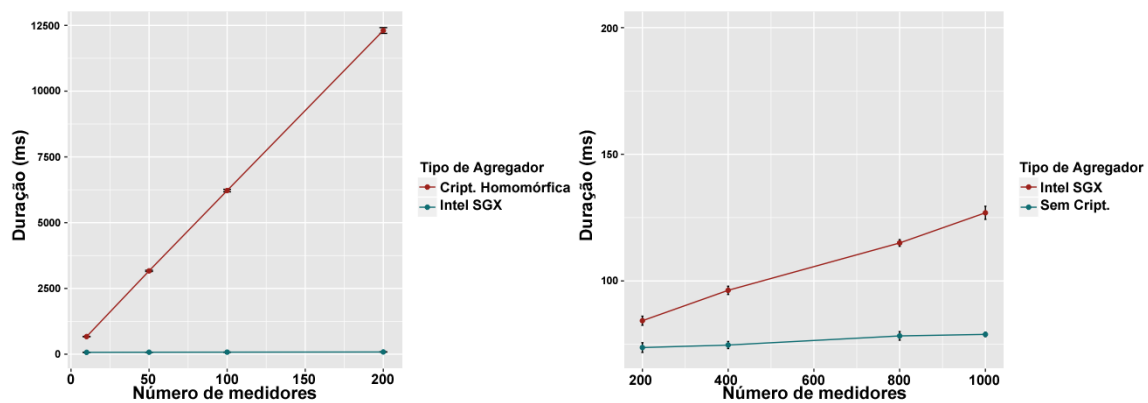 12500
10000
7500
5000
2500
0
0
50
100
150
200
Duração (ms)
Número de medidores
Tipo de Agregador
Cript. Homomórfica
Intel SGX
200
150
100
200
400
600
800
1000
Duração (ms)
Número de medidores
Tipo de Agregador
Intel SGX
Sem Cript.